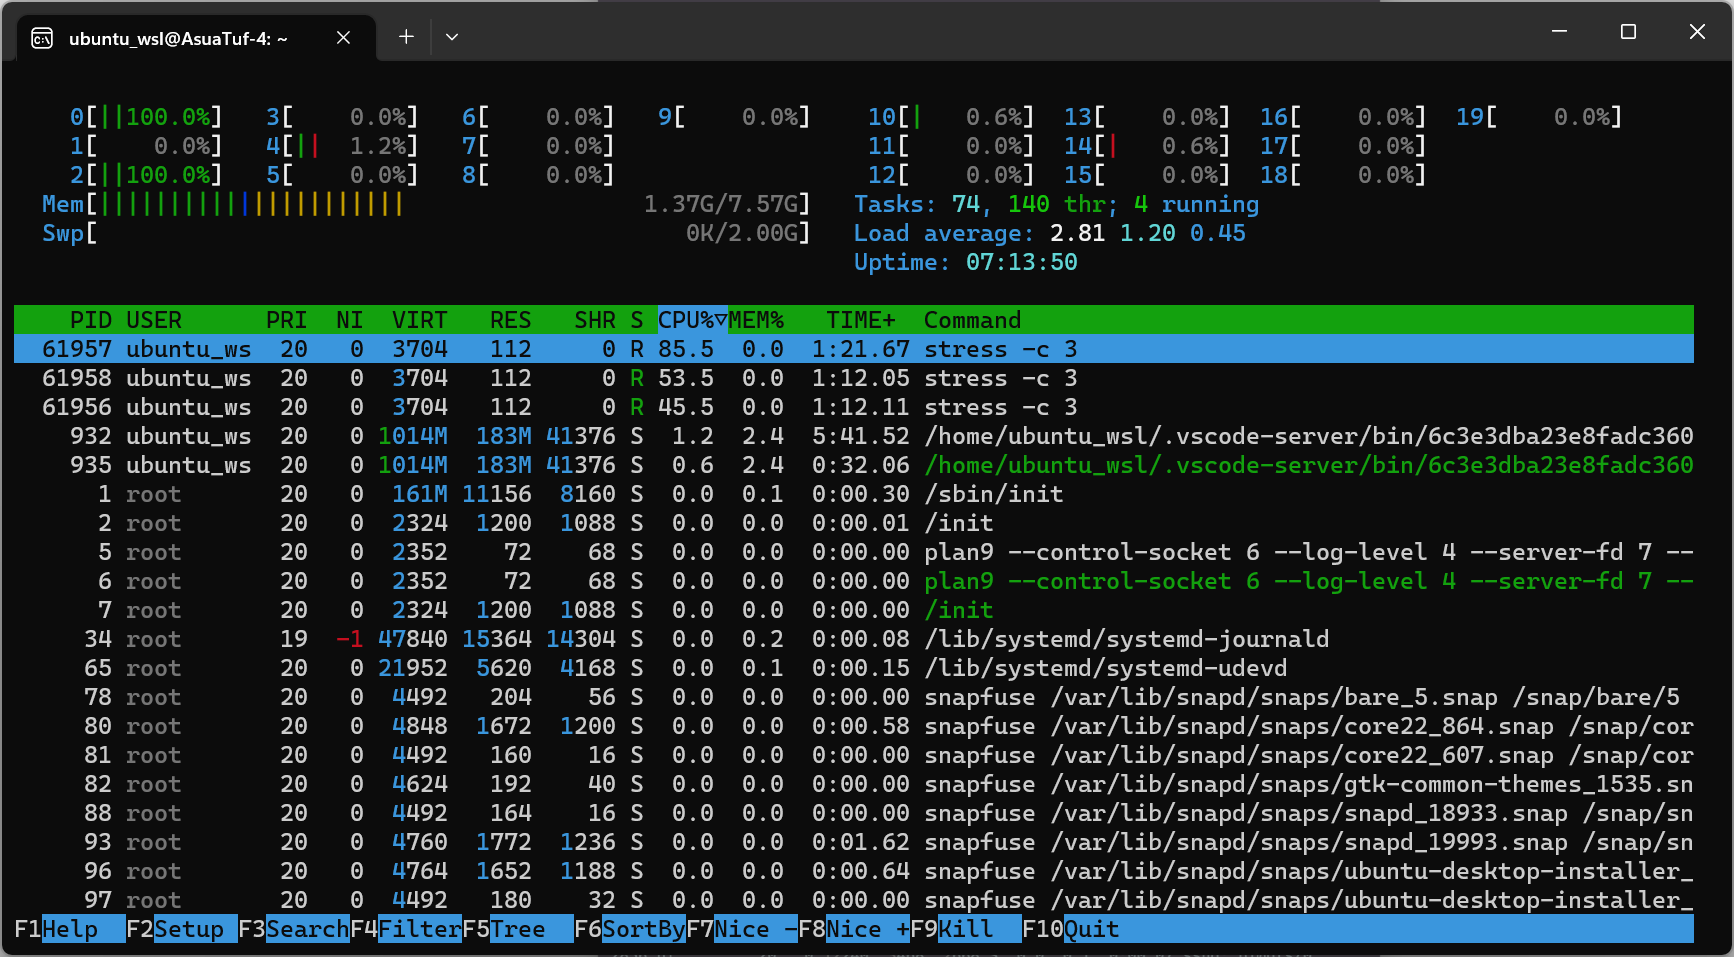 ubuntu_wsl@AsuaTuf-4: ~
0[||100.0%] 3[ 0.0%] 6[ 0.0%] 9[ 0.0%] 10[| 0.6%] 13[ 0.0%] 16[ 0.0%] 19[ 0.0%]
1[ 0.0%] 4[|| 1.2%] 7[ 0.0%] 11[ 0.0%] 14[| 0.6%] 17[ 0.0%]
2[||100.0%] 5[ 0.0%] 8[ 0.0%] 12[ 0.0%] 15[ 0.0%] 18[ 0.0%]
Mem[|||||||||||||||||||||| 1.37G/7.57G] Tasks: 74, 140 thr; 4 running
Swp[ 0K/2.00G] Load average: 2.81 1.20 0.45
Uptime: 07:13:50
PID USER PRI NI VIRT RES SHR S CPU%▽MEM% TIME+ Command
61957 ubuntu_ws 20 0 3704 112 0 R 85.5 0.0 1:21.67 stress -c 3
61958 ubuntu_ws 20 0 3704 112 0 R 53.5 0.0 1:12.05 stress -c 3
61956 ubuntu_ws 20 0 3704 112 0 R 45.5 0.0 1:12.11 stress -c 3
932 ubuntu_ws 20 0 1014M 183M 41376 S 1.2 2.4 5:41.52 /home/ubuntu_wsl/.vscode-server/bin/6c3e3dba23e8fadc360
935 ubuntu_ws 20 0 1014M 183M 41376 S 0.6 2.4 0:32.06 /home/ubuntu_wsl/.vscode-server/bin/6c3e3dba23e8fadc360
1 root 20 0 161M 11156 8160 S 0.0 0.1 0:00.30 /sbin/init
2 root 20 0 2324 1200 1088 S 0.0 0.0 0:00.01 /init
5 root 20 0 2352 72 68 S 0.0 0.0 0:00.00 plan9 --control-socket 6 --log-level 4 --server-fd 7 --
6 root 20 0 2352 72 68 S 0.0 0.0 0:00.00 plan9 --control-socket 6 --log-level 4 --server-fd 7 --
7 root 20 0 2324 1200 1088 S 0.0 0.0 0:00.00 /init
34 root 19 -1 47840 15364 14304 S 0.0 0.2 0:00.08 /lib/systemd/systemd-journald
65 root 20 0 21952 5620 4168 S 0.0 0.1 0:00.15 /lib/systemd/systemd-udevd
78 root 20 0 4492 204 56 S 0.0 0.0 0:00.00 snapfuse /var/lib/snapd/snaps/bare_5.snap /snap/bare/5
80 root 20 0 4848 1672 1200 S 0.0 0.0 0:00.58 snapfuse /var/lib/snapd/snaps/core22_864.snap /snap/cor
81 root 20 0 4492 160 16 S 0.0 0.0 0:00.00 snapfuse /var/lib/snapd/snaps/core22_607.snap /snap/cor
82 root 20 0 4624 192 40 S 0.0 0.0 0:00.00 snapfuse /var/lib/snapd/snaps/gtk-common-themes_1535.sn
88 root 20 0 4492 164 16 S 0.0 0.0 0:00.00 snapfuse /var/lib/snapd/snaps/snapd_18933.snap /snap/sn
93 root 20 0 4760 1772 1236 S 0.0 0.0 0:01.62 snapfuse /var/lib/snapd/snaps/snapd_19993.snap /snap/sn
96 root 20 0 4764 1652 1188 S 0.0 0.0 0:00.64 snapfuse /var/lib/snapd/snaps/ubuntu-desktop-installer_
97 root 20 0 4492 180 32 S 0.0 0.0 0:00.00 snapfuse /var/lib/snapd/snaps/ubuntu-desktop-installer_
F1Help F2Setup F3SearchF4FilterF5Tree F6SortByF7Nice -F8Nice +F9Kill F10Quit